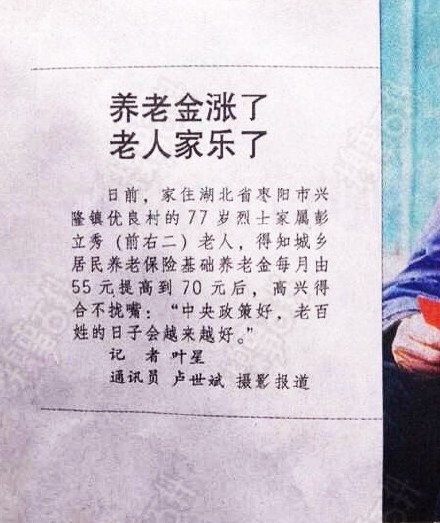 养老金涨了
老人家乐了
日前，家住湖北省枣阳市兴
隆镇优良村的77岁烈士家属彭
立秀（前右二）老人，得知城乡
居民养老保险基础养老金每月由
55元提高到70元后，高兴得
合不拢嘴：“中央政策好，老百
姓的日子会越来越好。”
记 者 叶星
通讯员 卢世斌 摄影报道